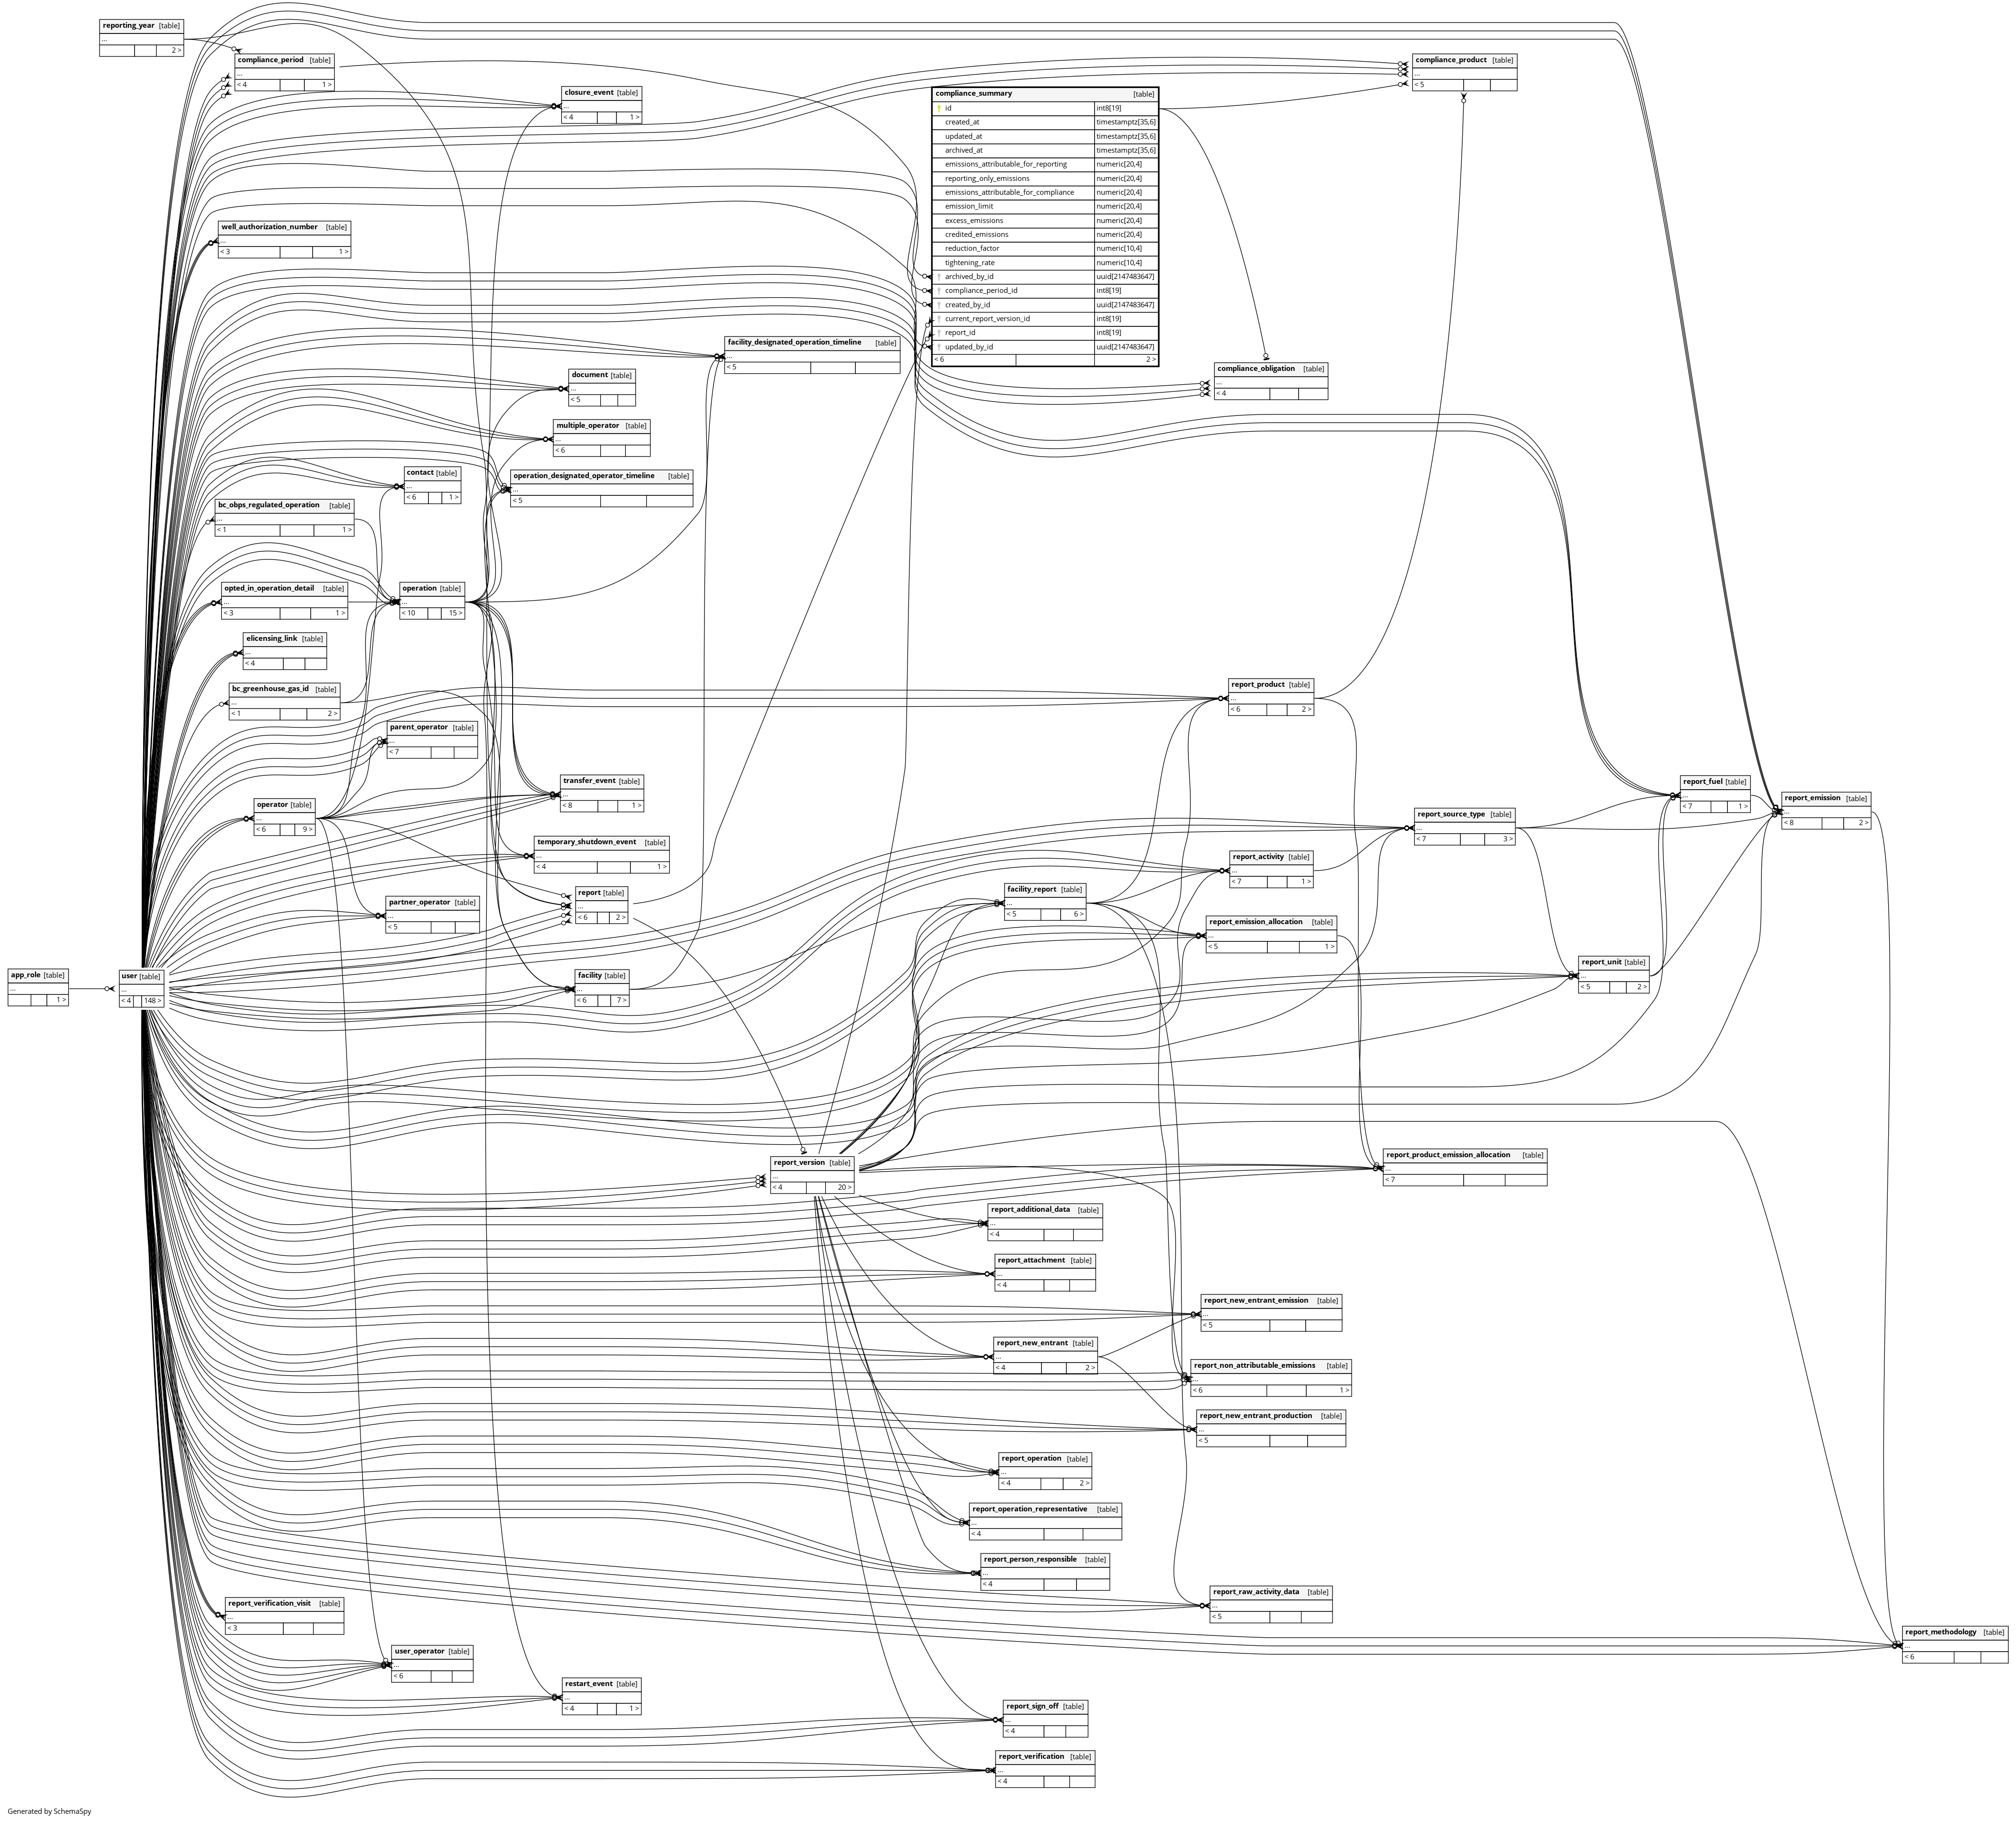 reporting_year [table]
...
2 >
compliance_period [table]
...
< 4 1 >
compliance_product [table]
...
< 5
closure_event [table]
...
< 4 1 >
compliance_summary [table]
id int8[19]
created_at timestamptz[35,6]
updated_at timestamptz[35,6]
archived_at timestamptz[35,6]
emissions_attributable_for_reporting numeric[20,4]
reporting_only_emissions numeric[20,4]
emissions_attributable_for_compliance numeric[20,4]
emission_limit numeric[20,4]
excess_emissions numeric[20,4]
credited_emissions numeric[20,4]
reduction_factor numeric[10,4]
tightening_rate numeric[10,4]
archived_by_id uuid[2147483647]
compliance_period_id int8[19]
created_by_id uuid[2147483647]
current_report_version_id int8[19]
report_id int8[19]
updated_by_id uuid[2147483647]
< 6 2 >
well_authorization_number [table]
...
< 3 1 >
facility_designated_operation_timeline [table]
...
< 5
compliance_obligation [table]
...
< 4
document [table]
...
< 5
multiple_operator [table]
...
< 6
contact [table]
...
< 6 1 >
operation_designated_operator_timeline [table]
...
< 5
bc_obps_regulated_operation [table]
...
< 1 1 >
opted_in_operation_detail [table]
...
< 3 1 >
operation [table]
...
< 10 15 >
elicensing_link [table]
...
< 4
bc_greenhouse_gas_id [table]
...
< 1 2 >
report_product [table]
...
< 6 2 >
parent_operator [table]
...
< 7
transfer_event [table]
...
< 8 1 >
report_fuel [table]
...
< 7 1 >
report_emission [table]
...
< 8 2 >
operator [table]
...
< 6 9 >
report_source_type [table]
...
< 7 3 >
temporary_shutdown_event [table]
...
< 4 1 >
report_activity [table]
...
< 7 1 >
report [table]
...
< 6 2 >
facility_report [table]
...
< 5 6 >
partner_operator [table]
...
< 5
report_emission_allocation [table]
...
< 5 1 >
report_unit [table]
...
< 5 2 >
app_role [table]
...
1 >
user [table]
...
< 4 148 >
facility [table]
...
< 6 7 >
report_version [table]
...
< 4 20 >
report_product_emission_allocation [table]
...
< 7
report_additional_data [table]
...
< 4
report_attachment [table]
...
< 4
report_new_entrant_emission [table]
...
< 5
report_new_entrant [table]
...
< 4 2 >
report_non_attributable_emissions [table]
...
< 6 1 >
report_new_entrant_production [table]
...
< 5
report_operation [table]
...
< 4 2 >
report_operation_representative [table]
...
< 4
report_person_responsible [table]
...
< 4
report_raw_activity_data [table]
...
< 5
report_verification_visit [table]
...
< 3
report_methodology [table]
...
< 6
user_operator [table]
...
< 6
restart_event [table]
...
< 4 1 >
report_sign_off [table]
...
< 4
report_verification [table]
...
< 4
Generated by SchemaSpy